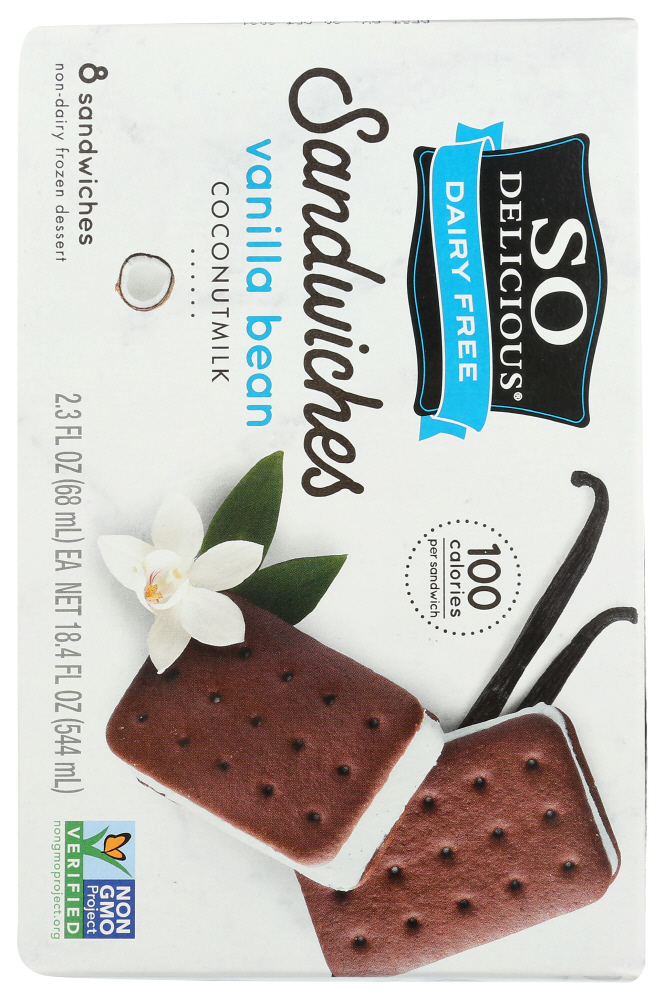 SO
DELICIOUS®
DAIRY FREE
Sandwiches
vanilla bean
COCONUTMILK
100
calories
per sandwich
8 sandwiches
non-dairy frozen dessert
2.3 FL OZ (68 mL) EA NET 18.4 FL OZ (544 mL)
NON
GMO
Project
VERIFIED
nongmoproject.org